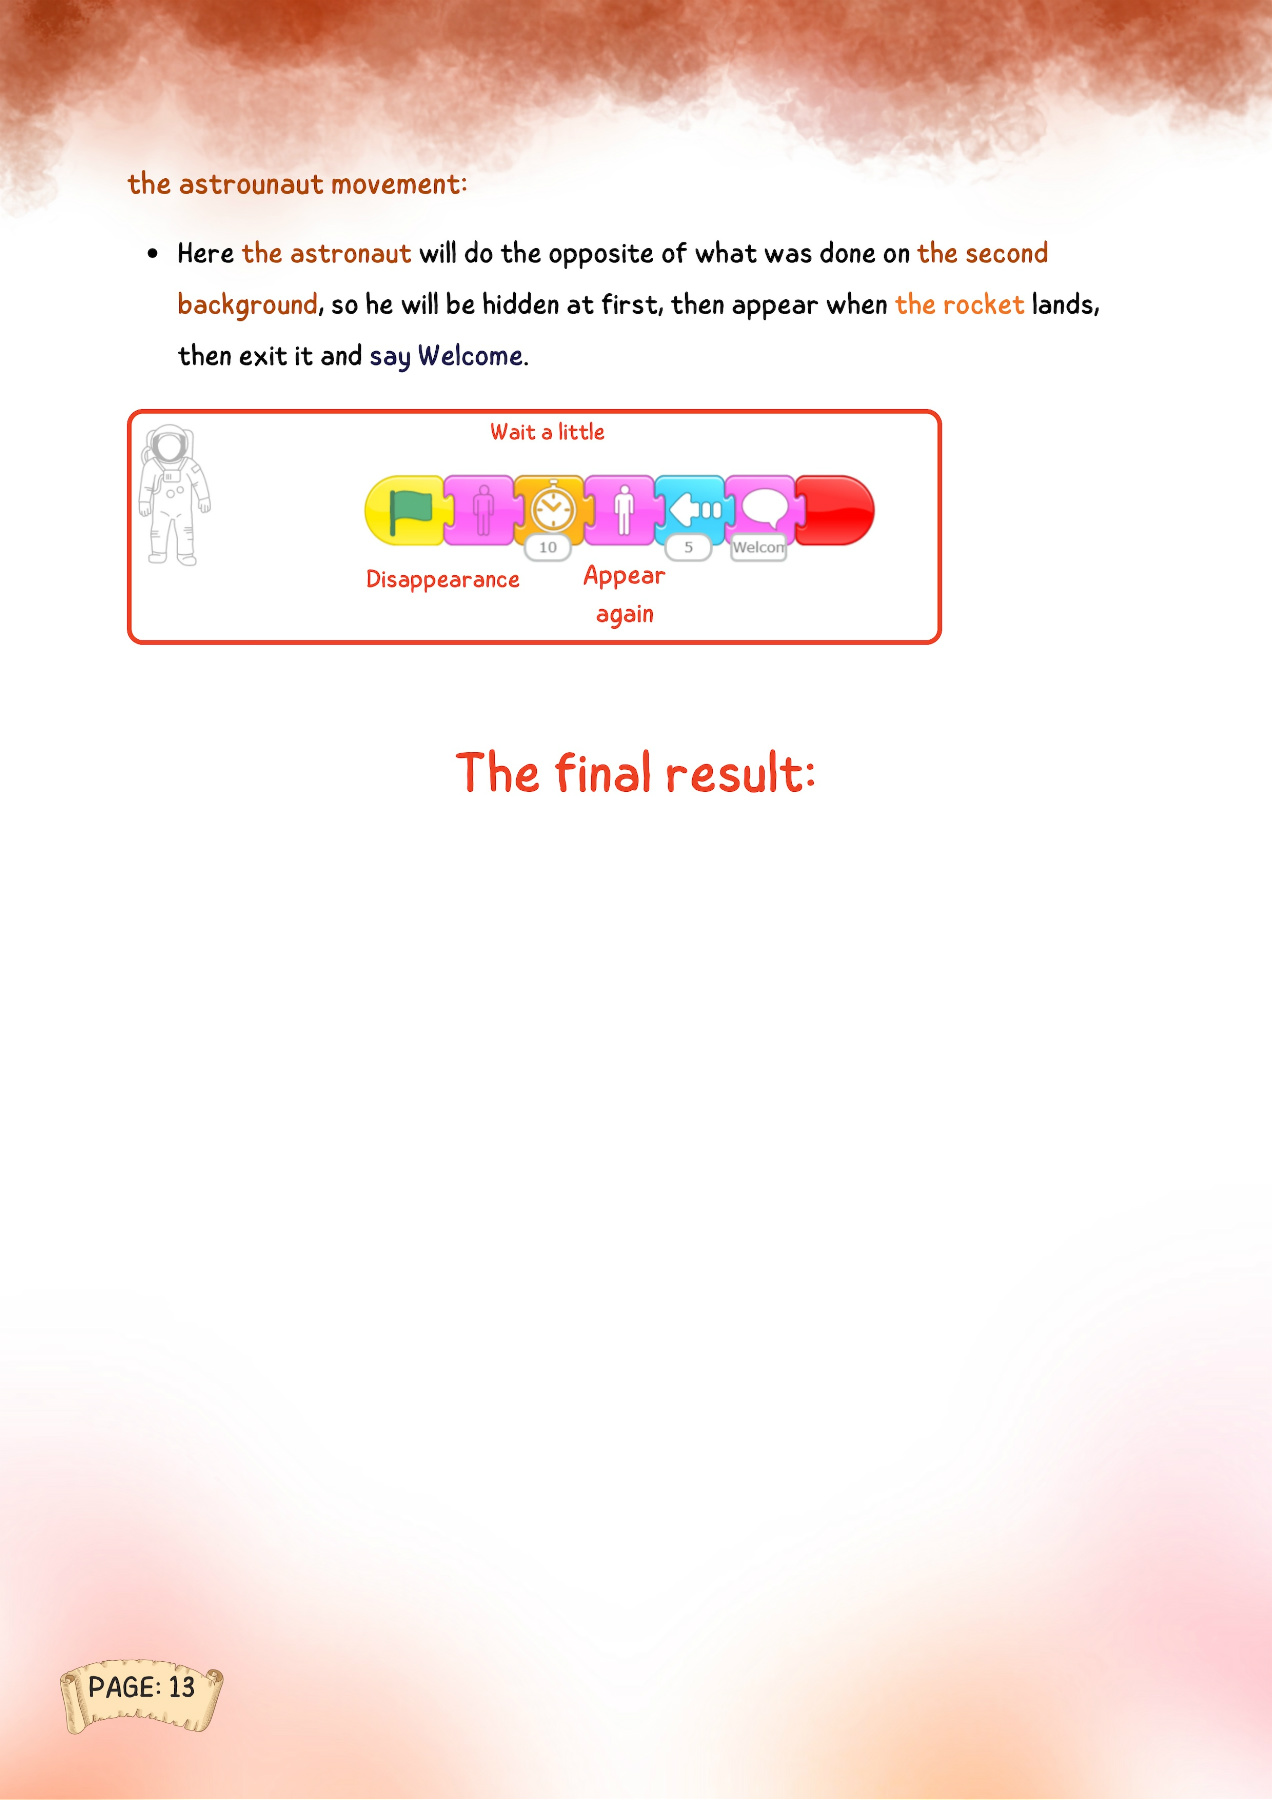 the astrounaut movement:
• Here the astronaut will do the opposite of what was done on the second
background, so he will be hidden at first, then appear when the rocket lands,
then exit it and say Welcome.
Wait a little
10
5
Welcon
Disappearance
Appear
again
The final result:
PAGE: 13